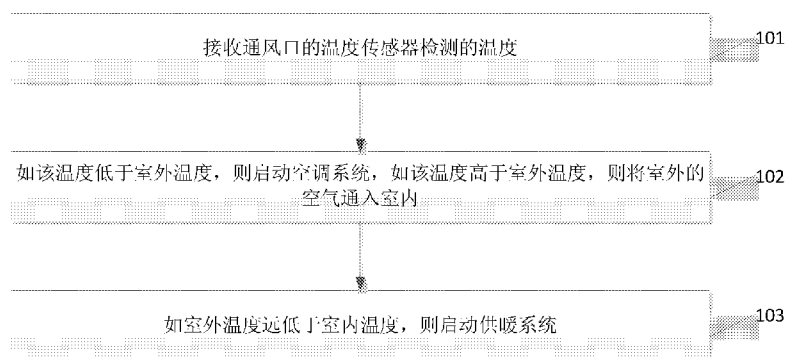 接收通风口的温度传感器检测的温度
101
如该温度低于室外温度，则启动空调系统，如该温度高于室外温度，则将室外的
空气通入室内
102
如室外温度远低于室内温度，则启动供暖系统
103